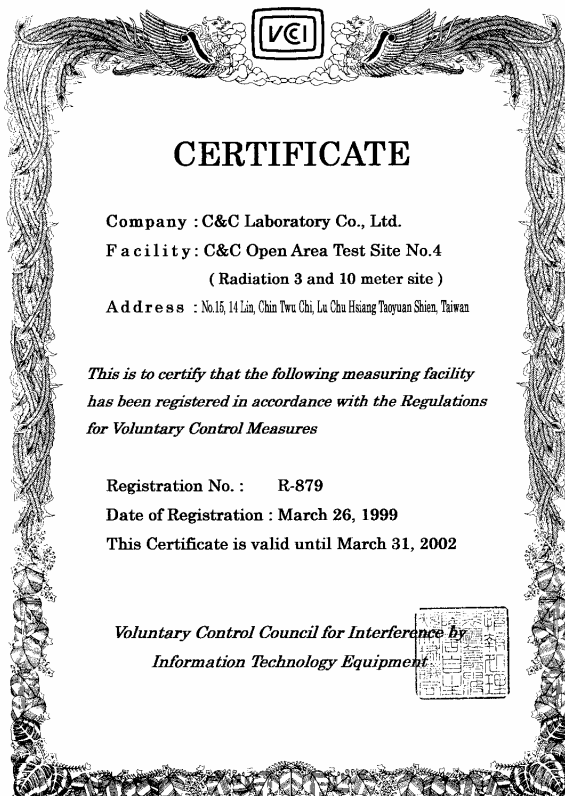 VCCI
CERTIFICATE
Company : C&C Laboratory Co., Ltd.
Facility : C&C Open Area Test Site No.4
( Radiation 3 and 10 meter site )
Address : No.15, 14 Lin, Chin Twu Chi, Lu Chu Hsiang Taoyuan Shien, Taiwan
This is to certify that the following measuring facility
has been registered in accordance with the Regulations
for Voluntary Control Measures
Registration No. : R-879
Date of Registration : March 26, 1999
This Certificate is valid until March 31, 2002
Voluntary Control Council for Interference by
Information Technology Equipment